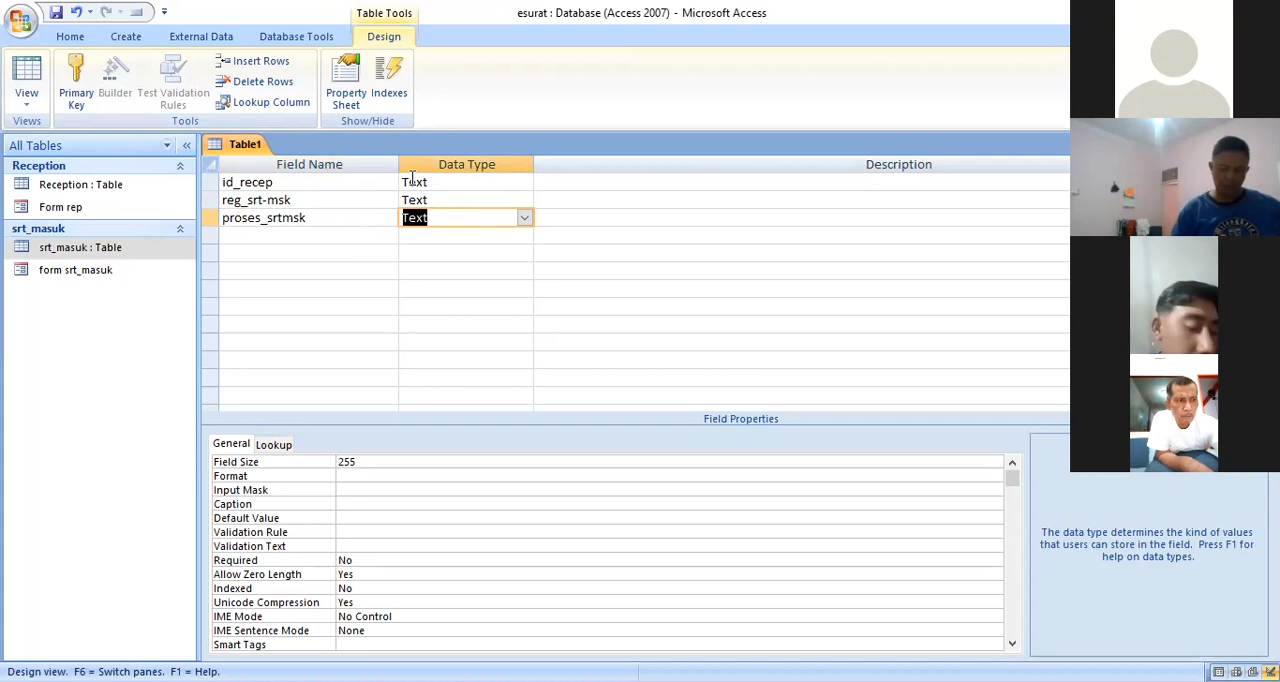 Table Tools
esurat : Database (Access 2007) - Microsoft Access
Home
Create
External Data
Database Tools
Design
View
Primary Key
Builder
Test Validation Rules
Insert Rows
Delete Rows
Lookup Column
Property Sheet
Indexes
Views
Tools
Show/Hide
All Tables
Table1
Reception
Reception : Table
Form rep
srt_masuk
srt_masuk : Table
form srt_masuk
Field Name Data Type Description
id_recep Text
reg_srt-msk Text
proses_srtmsk Text
Field Properties
General Lookup
Field Size 255
Format
Input Mask
Caption
Default Value
Validation Rule
Validation Text
Required No
Allow Zero Length Yes
Indexed No
Unicode Compression Yes
IME Mode No Control
IME Sentence Mode None
Smart Tags
The data type determines the kind of values
that users can store in the field. Press F1 for
help on data types.
Design view. F6 = Switch panes. F1 = Help.